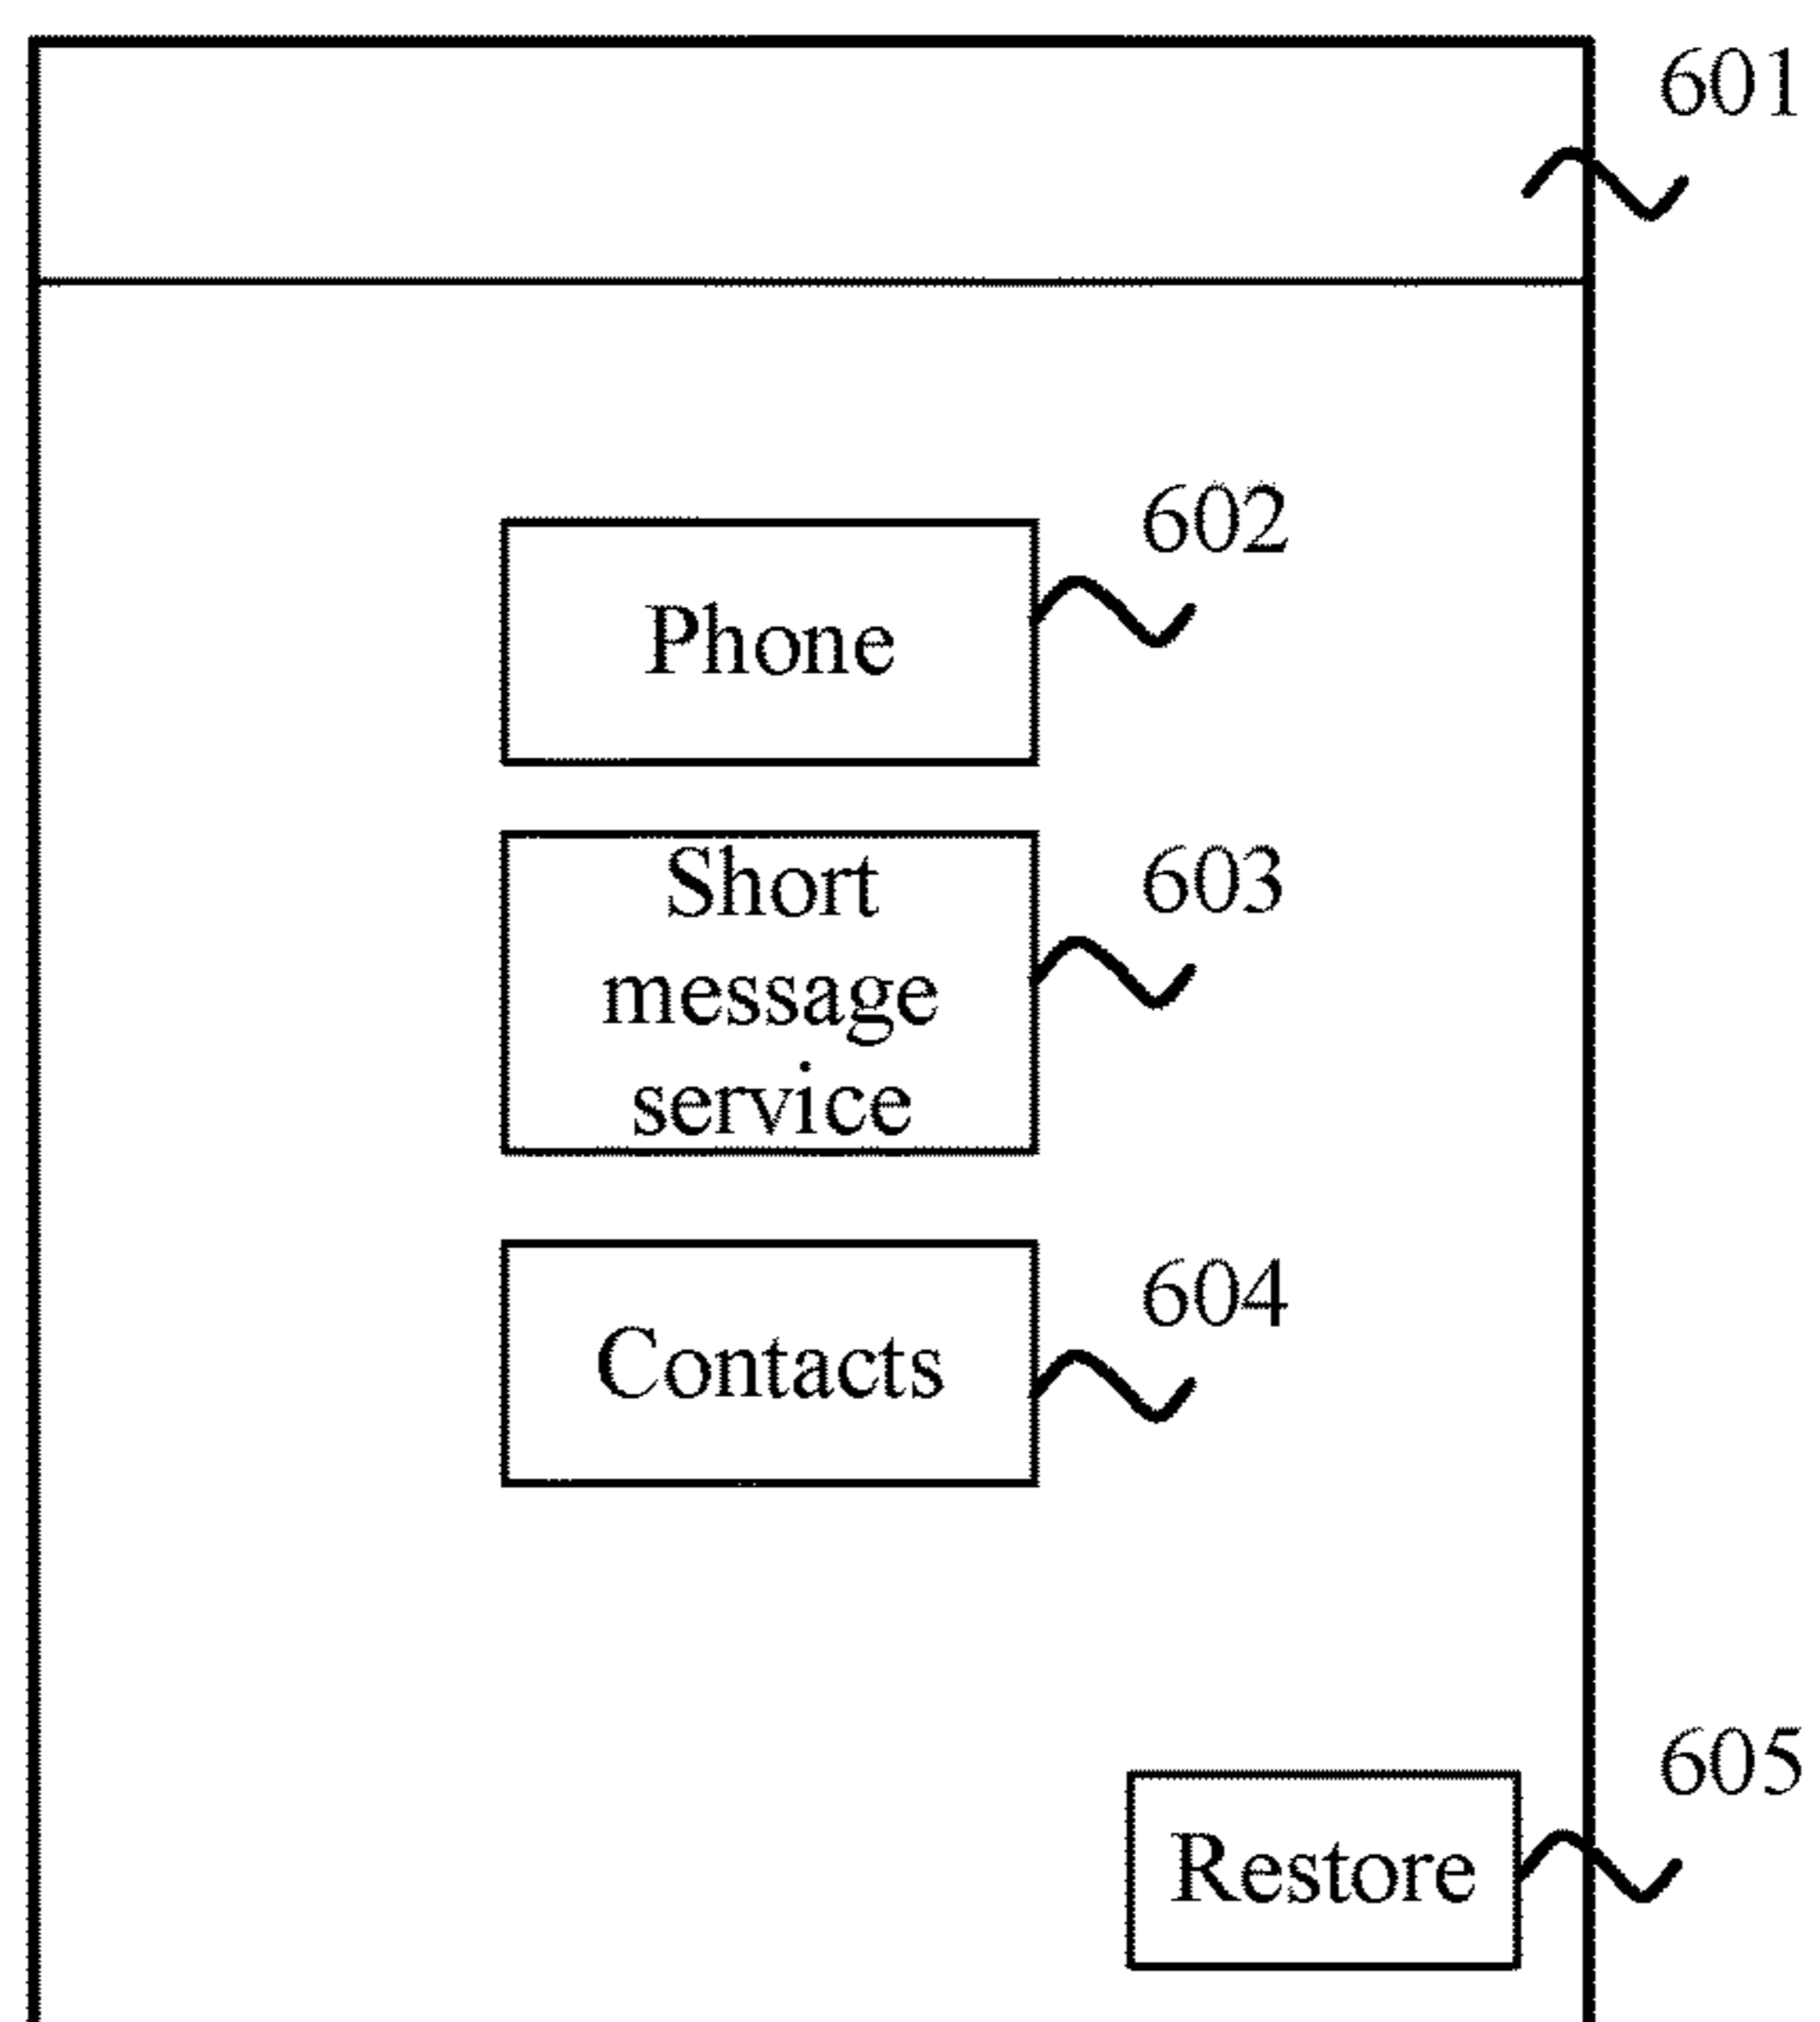 601
602
Phone
603
Short
message
service
604
Contacts
605
Restore